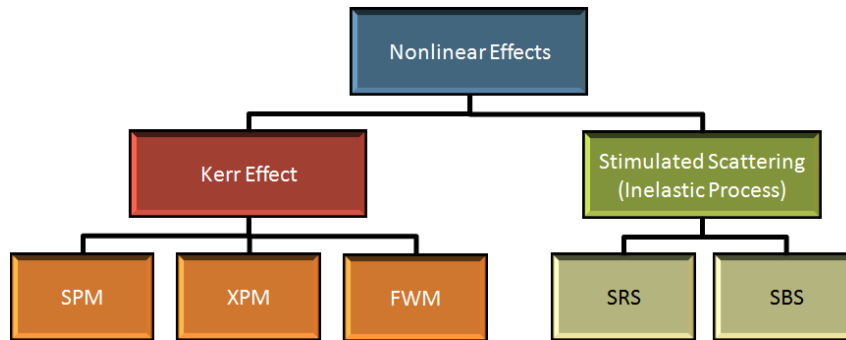 Nonlinear Effects
Kerr Effect
Stimulated Scattering
(Inelastic Process)
SPM
XPM
FWM
SRS
SBS